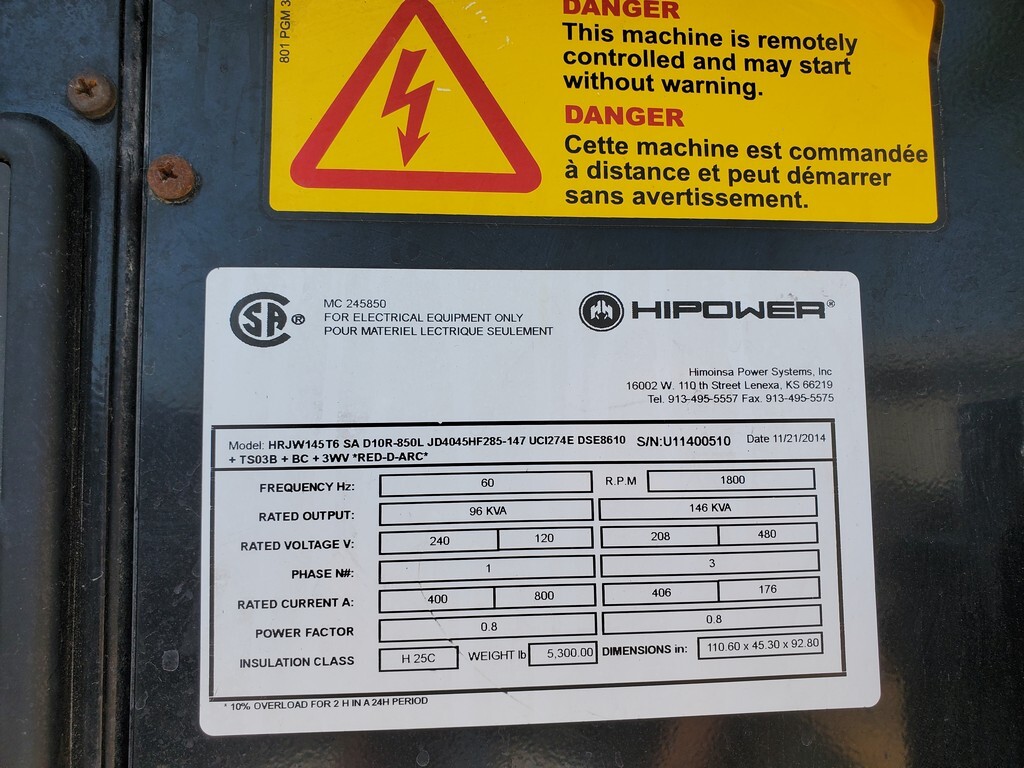 801 PGM 3
DANGER
This machine is remotely
controlled and may start
without warning.
DANGER
Cette machine est commandée
à distance et peut démarrer
sans avertissement.
SA ®
MC 245850
FOR ELECTRICAL EQUIPMENT ONLY
POUR MATERIEL LECTRIQUE SEULEMENT
HIPOWER®
Himoinsa Power Systems, Inc
16002 W. 110 th Street Lenexa, KS 66219
Tel. 913-495-5557 Fax. 913-495-5575
Model: HRJW145 T6 SA D10R-850L JD4045HF285-147 UCI274E DSE8610 S/N:U11400510 Date 11/21/2014
+ TS03B + BC + 3WV *RED-D-ARC*
FREQUENCY Hz: 60 R.P.M 1800
RATED OUTPUT: 96 KVA 146 KVA
RATED VOLTAGE V: 240 120 208 480
PHASE N#: 1 3
RATED CURRENT A: 400 800 406 176
POWER FACTOR 0.8 0.8
INSULATION CLASS H 25C WEIGHT lb 5,300.00 DIMENSIONS in: 110.60 x 45.30 x 92.80
* 10% OVERLOAD FOR 2 H IN A 24H PERIOD